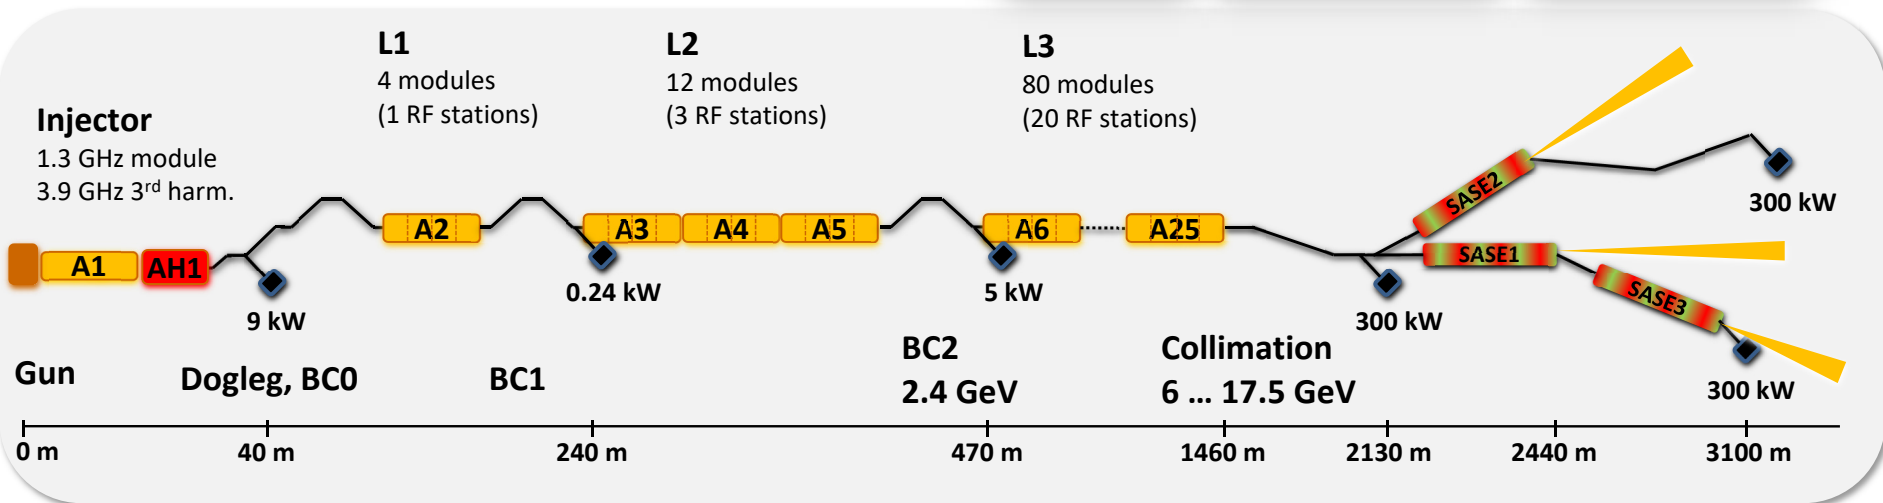 L1
4 modules
(1 RF stations)
L2
12 modules
(3 RF stations)
L3
80 modules
(20 RF stations)
Injector
1.3 GHz module
3.9 GHz 3rd harm.
A1
AH1
A2
A3
A4
A5
A6
A25
SASE2
SASE1
SASE3
9 kW
0.24 kW
5 kW
300 kW
300 kW
300 kW
Gun
Dogleg, BC0
BC1
BC2
2.4 GeV
Collimation
6 ... 17.5 GeV
0 m
40 m
240 m
470 m
1460 m
2130 m
2440 m
3100 m